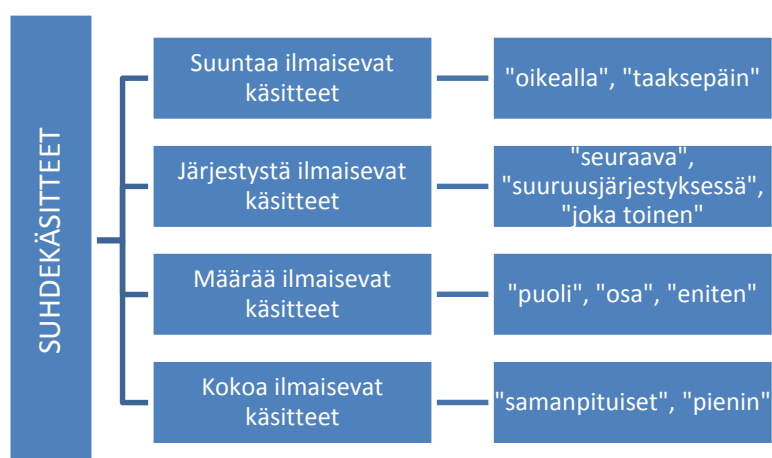 SUHDEKÄSITTEET
Suuntaa ilmaisevat
käsitteet
"oikealla", "taaksepäin"
Järjestystä ilmaisevat
käsitteet
"seuraava",
"suuruusjärjestyksessä",
"joka toinen"
Määrää ilmaisevat
käsitteet
"puoli", "osa", "eniten"
Kokoa ilmaisevat
käsitteet
"samanpituiset", "pienin"